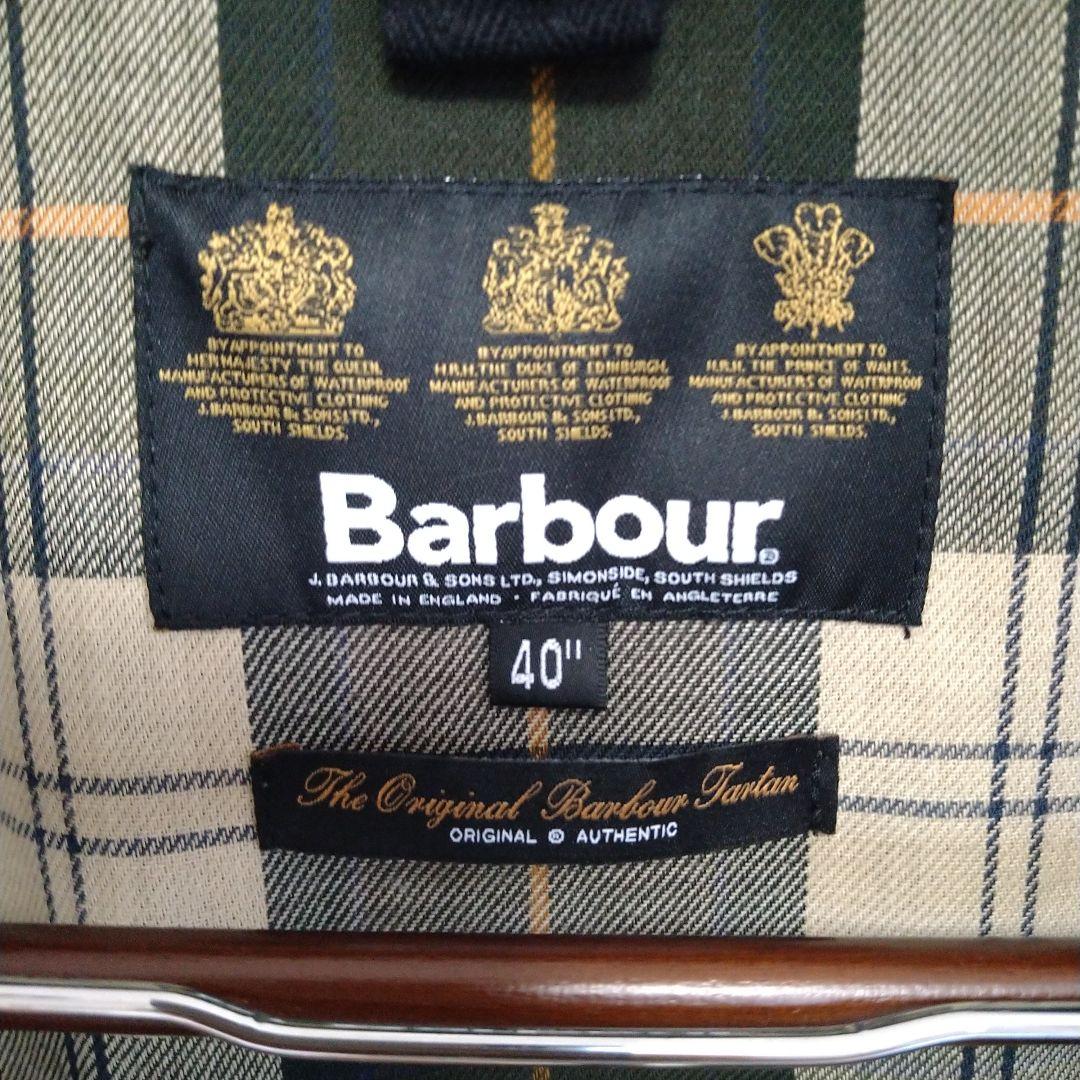 BY APPOINTMENT TO
HER MAJESTY THE QUEEN
MANUFACTURERS OF WATERPROOF
AND PROTECTIVE CLOTHING
J.BARBOUR & SONS LTD.,
SOUTH SHIELDS.
BY APPOINTMENT TO
H.R.H. THE DUKE OF EDINBURGH
MANUFACTURERS OF WATERPROOF
AND PROTECTIVE CLOTHING
J.BARBOUR & SONS LTD.,
SOUTH SHIELDS.
BY APPOINTMENT TO
H.R.H. THE PRINCE OF WALES
MANUFACTURERS OF WATERPROOF
AND PROTECTIVE CLOTHING
J.BARBOUR & SONS LTD.,
SOUTH SHIELDS.
Barbour®
J. BARBOUR & SONS LTD., SIMONSIDE, SOUTH SHIELDS
MADE IN ENGLAND · FABRIQUÉ EN ANGLETERRE
40"
The Original Barbour Tartan
ORIGINAL ® AUTHENTIC